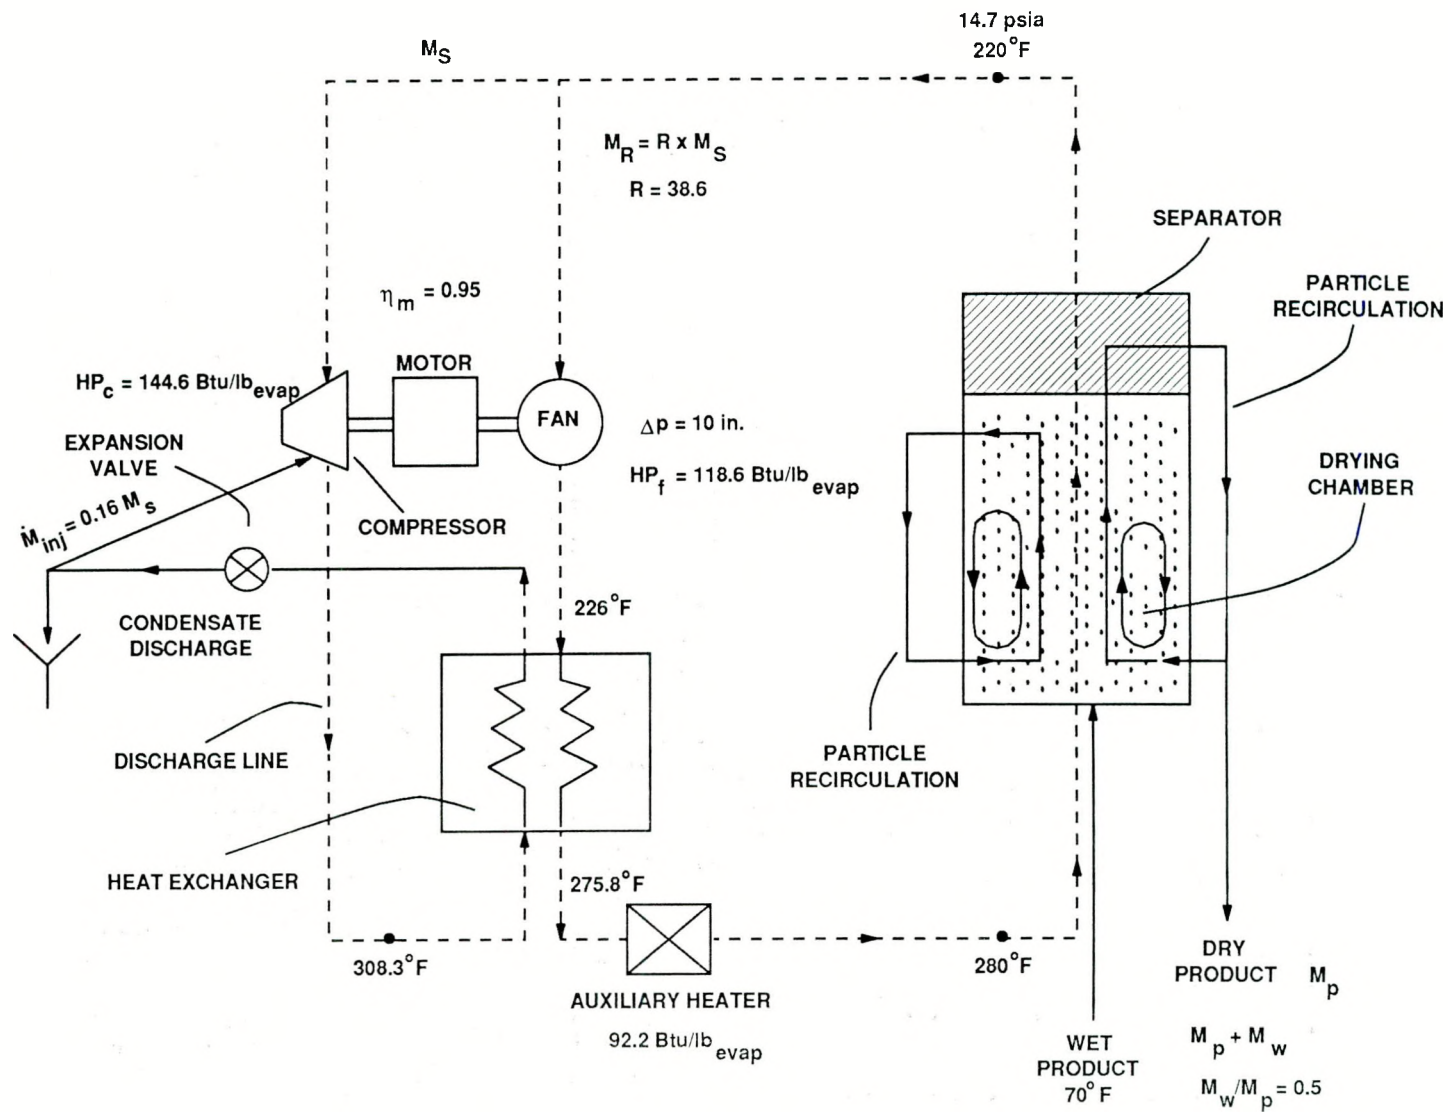 14.7 psia
220°F
M_S
M_R = R x M_S
R = 38.6
SEPARATOR
PARTICLE
RECIRCULATION
η_m = 0.95
MOTOR
HP_c = 144.6 Btu/lb_evap
FAN
Δp = 10 in.
HP_f = 118.6 Btu/lb_evap
EXPANSION
VALVE
DRYING
CHAMBER
COMPRESSOR
Ṁ_inj = 0.16 M_s
CONDENSATE
DISCHARGE
226°F
DISCHARGE LINE
PARTICLE
RECIRCULATION
HEAT EXCHANGER
275.8°F
308.3°F
280°F
AUXILIARY HEATER
92.2 Btu/lb_evap
DRY
PRODUCT M_p
WET
PRODUCT
70°F
M_p + M_w
M_w/M_p = 0.5